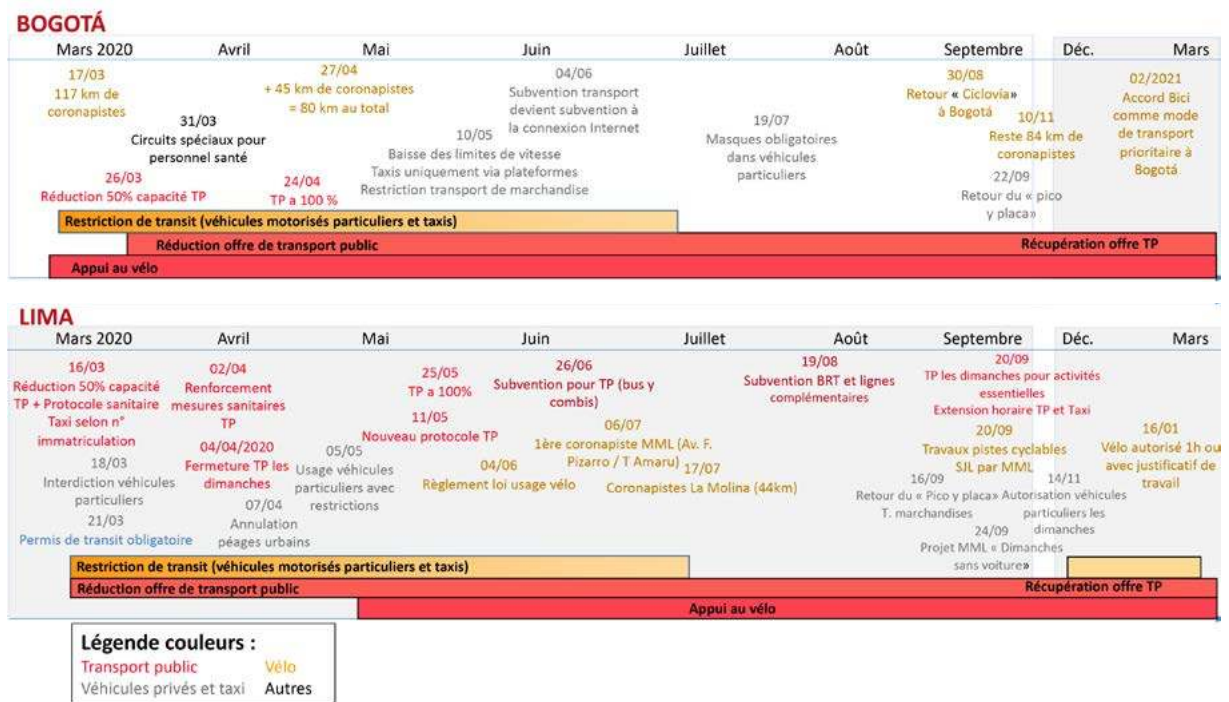 BOGOTÁ
Mars 2020 Avril Mai Juin Juillet Août Septembre Déc. Mars
17/03
117 km de
coronapistes
31/03
Circuits spéciaux pour
personnel santé
26/03
Réduction 50% capacité TP
27/04
+ 45 km de coronapistes
= 80 km au total
24/04
TP a 100 %
10/05
Baisse des limites de vitesse
Taxis uniquement via plateformes
Restriction transport de marchandise
04/06
Subvention transport
devient subvention à
la connexion Internet
19/07
Masques obligatoires
dans véhicules
particuliers
30/08
Retour « Ciclovía»
à Bogotá
10/11
Reste 84 km de
coronapistes
22/09
Retour du « pico
y placa»
02/2021
Accord Bici
comme mode
de transport
prioritaire à
Bogotá
Restriction de transit (véhicules motorisés particuliers et taxis)
Réduction offre de transport public
Récupération offre TP
Appui au vélo
LIMA
Mars 2020 Avril Mai Juin Juillet Août Septembre Déc. Mars
16/03
Réduction 50% capacité
TP + Protocole sanitaire
Taxi selon n°
immatriculation
18/03
Interdiction véhicules
particuliers
21/03
Permis de transit obligatoire
02/04
Renforcement
mesures sanitaires
TP
04/04/2020
Fermeture TP les
dimanches
07/04
Annulation
péages urbains
25/05
TP a 100%
11/05
Nouveau protocole TP
05/05
Usage véhicules
particuliers avec
restrictions
04/06
Règlement loi usage vélo
26/06
Subvention pour TP (bus y
combis)
06/07
1ère coronapiste MML (Av. F.
Pizarro / T Amaru)
17/07
Coronapistes La Molina (44km)
19/08
Subvention BRT et lignes
complémentaires
20/09
TP les dimanches pour activités
essentielles
Extension horaire TP et Taxi
20/09
Travaux pistes cyclables
SJL par MML
16/09
Retour du « Pico y placa»
T. marchandises
24/09
Projet MML « Dimanches
sans voiture»
14/11
Autorisation véhicules
particuliers les
dimanches
16/01
Vélo autorisé 1h ou
avec justificatif de
travail
Restriction de transit (véhicules motorisés particuliers et taxis)
Réduction offre de transport public
Récupération offre TP
Appui au vélo
Légende couleurs :
Transport public Vélo
Véhicules privés et taxi Autres